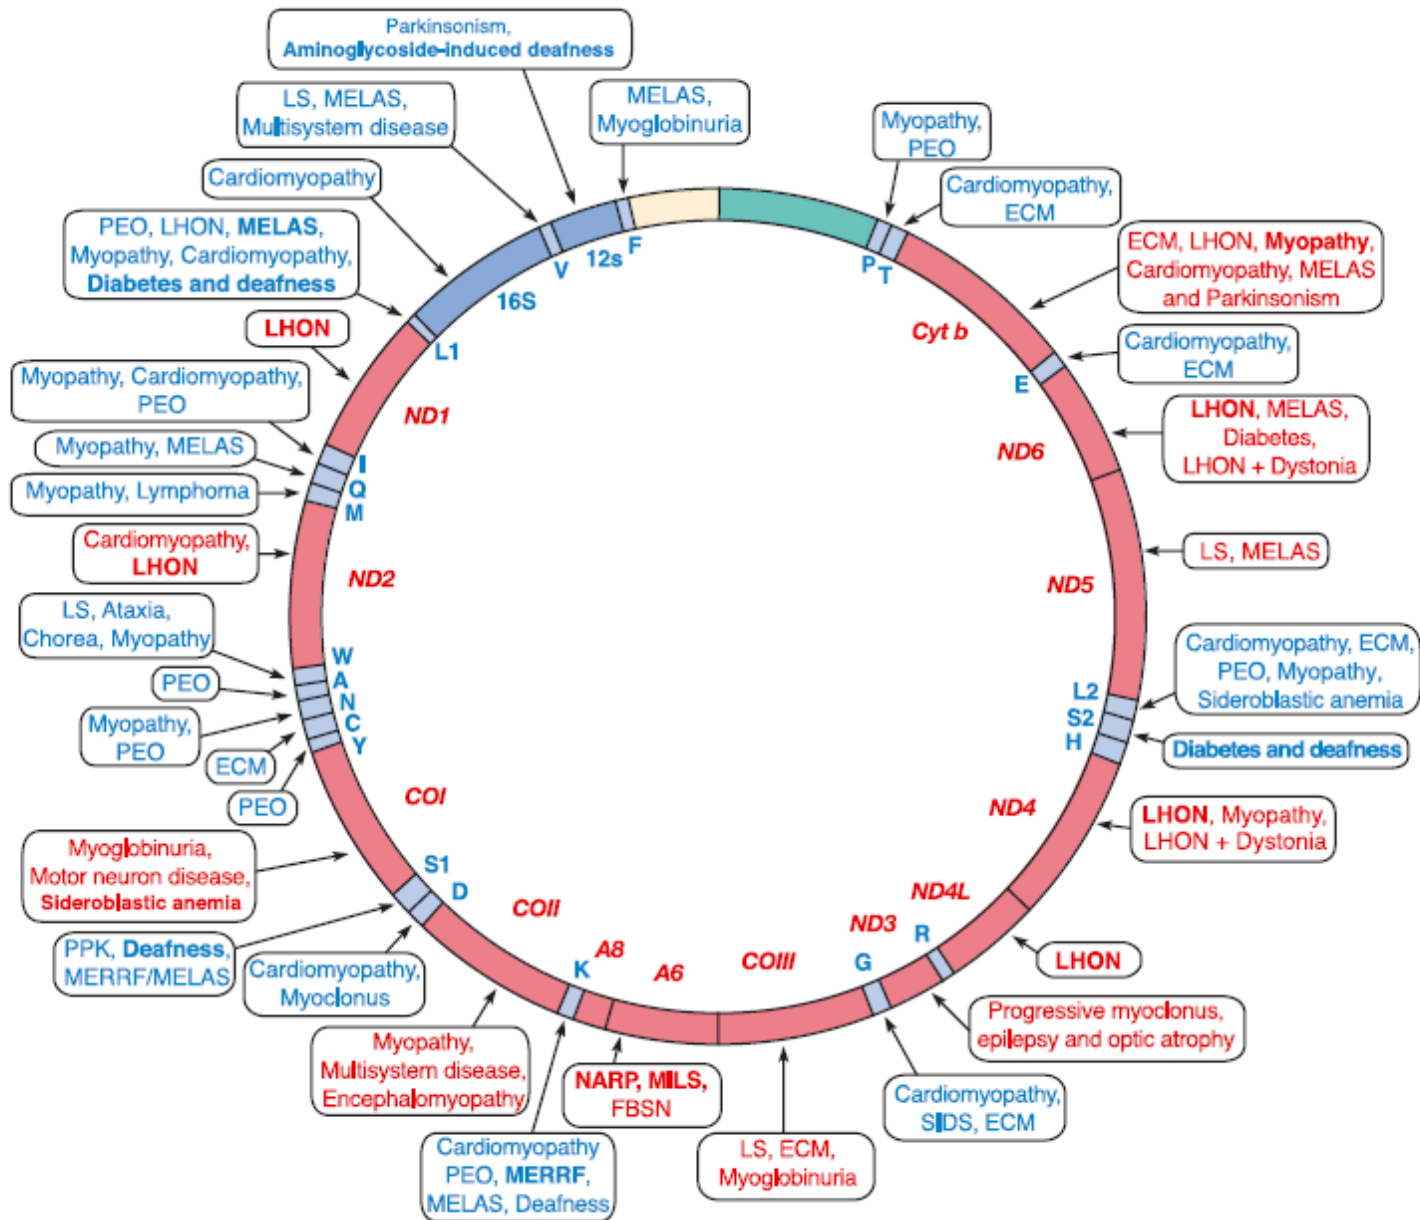 Parkinsonism,
Aminoglycoside-induced deafness
LS, MELAS,
Multisystem disease
MELAS,
Myoglobinuria
Myopathy,
PEO
Cardiomyopathy
Cardiomyopathy,
ECM
PEO, LHON, MELAS,
Myopathy, Cardiomyopathy,
Diabetes and deafness
ECM, LHON, Myopathy,
Cardiomyopathy, MELAS
and Parkinsonism
LHON
Cardiomyopathy,
ECM
Myopathy, Cardiomyopathy,
PEO
LHON, MELAS,
Diabetes,
LHON + Dystonia
Myopathy, MELAS
Myopathy, Lymphoma
Cardiomyopathy,
LHON
LS, MELAS
LS, Ataxia,
Chorea, Myopathy
Cardiomyopathy, ECM,
PEO, Myopathy,
Sideroblastic anemia
PEO
Myopathy,
PEO
Diabetes and deafness
ECM
PEO
LHON, Myopathy,
LHON + Dystonia
Myoglobinuria,
Motor neuron disease,
Sideroblastic anemia
PPK, Deafness,
MERRF/MELAS
Cardiomyopathy,
Myoclonus
LHON
Progressive myoclonus,
epilepsy and optic atrophy
Myopathy,
Multisystem disease,
Encephalomyopathy
NARP, MILS,
FBSN
Cardiomyopathy,
SIDS, ECM
Cardiomyopathy
PEO, MERRF,
MELAS, Deafness
LS, ECM,
Myoglobinuria
F
12s
V
16S
L1
ND1
I
Q
M
ND2
W
A
N
C
Y
COI
S1
D
COII
K
A8
A6
COIII
G
ND3
R
ND4L
ND4
H
S2
L2
ND5
ND6
E
Cyt b
T
P